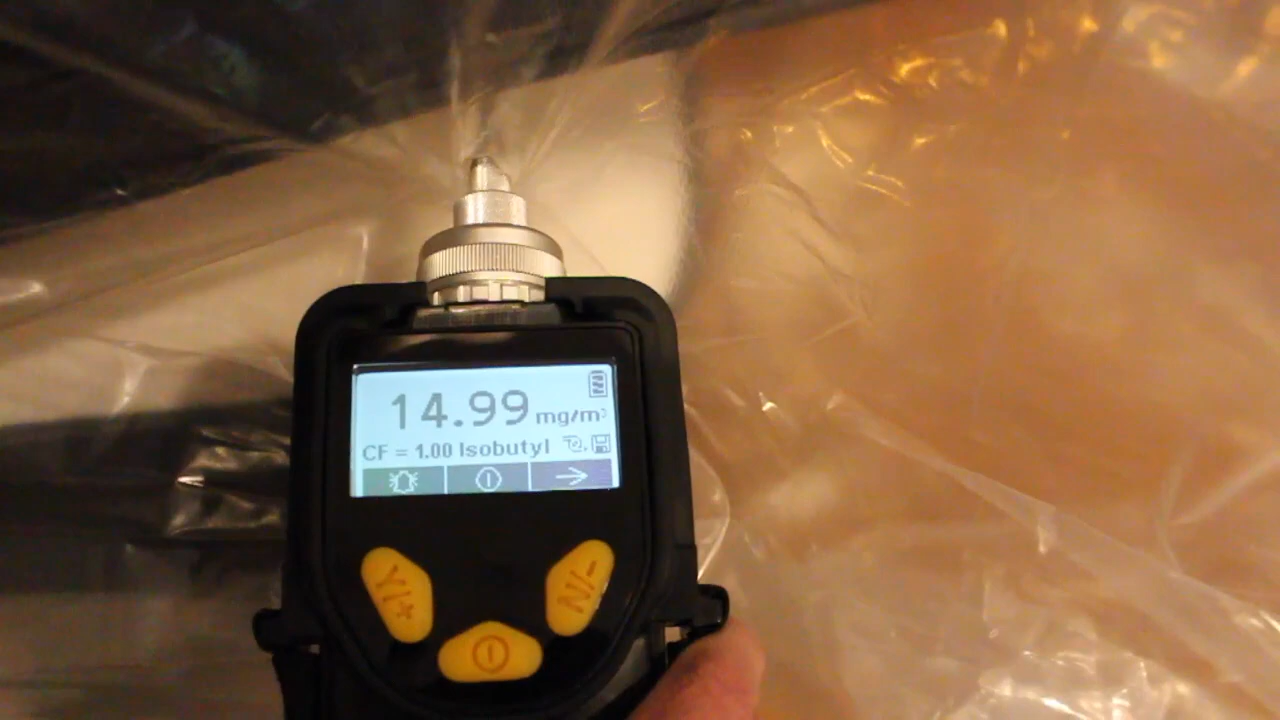 14.99 mg/m³
CF = 1.00 Isobutyl
Y/+
N/-